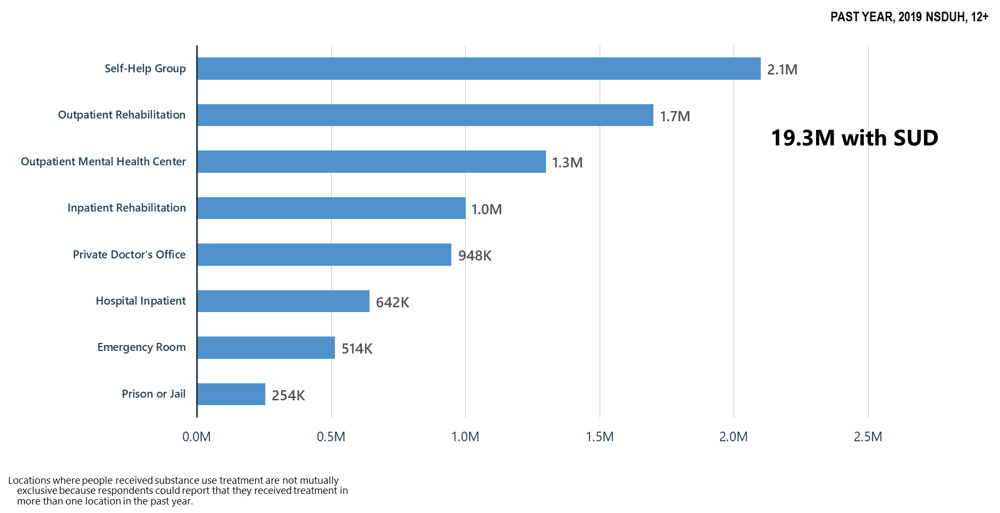 PAST YEAR, 2019 NSDUH, 12+
Self-Help Group
2.1M
Outpatient Rehabilitation
1.7M
19.3M with SUD
Outpatient Mental Health Center
1.3M
Inpatient Rehabilitation
1.0M
Private Doctor's Office
948K
Hospital Inpatient
642K
Emergency Room
514K
Prison or Jail
254K
0.0M 0.5M 1.0M 1.5M 2.0M 2.5M
Locations where people received substance use treatment are not mutually
exclusive because respondents could report that they received treatment in
more than one location in the past year.